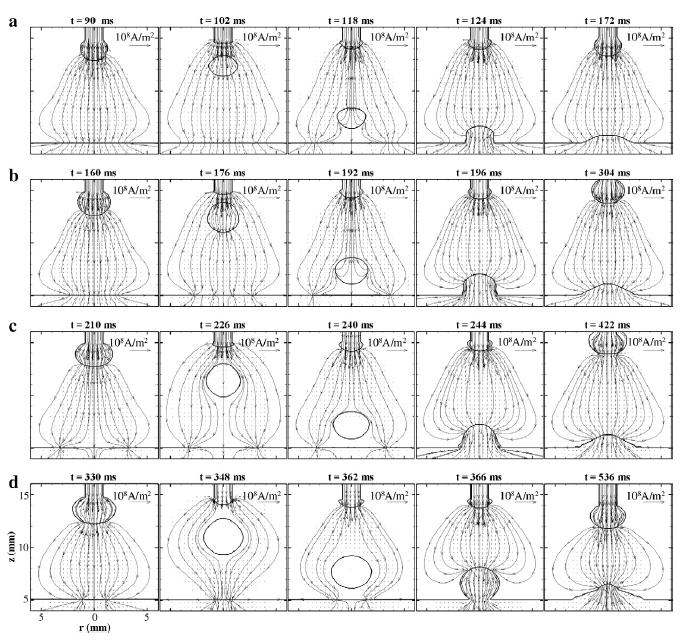 a
t = 90 ms t = 102 ms t = 118 ms t = 124 ms t = 172 ms
10⁸A/m² 10⁸A/m² 10⁸A/m² 10⁸A/m² 10⁸A/m²
b
t = 160 ms t = 176 ms t = 192 ms t = 196 ms t = 304 ms
10⁸A/m² 10⁸A/m² 10⁸A/m² 10⁸A/m² 10⁸A/m²
c
t = 210 ms t = 226 ms t = 240 ms t = 244 ms t = 422 ms
10⁸A/m² 10⁸A/m² 10⁸A/m² 10⁸A/m² 10⁸A/m²
d
t = 330 ms t = 348 ms t = 362 ms t = 366 ms t = 536 ms
15
10⁸A/m² 10⁸A/m² 10⁸A/m² 10⁸A/m² 10⁸A/m²
z (mm)
10
5
5 0 5
r (mm)